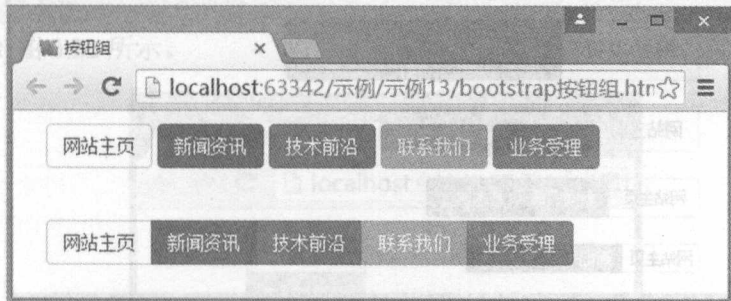 按钮组
localhost:63342/示例/示例13/bootstrap按钮组.htm
网站主页 新闻资讯 技术前沿 联系我们 业务受理
网站主页 新闻资讯 技术前沿 联系我们 业务受理